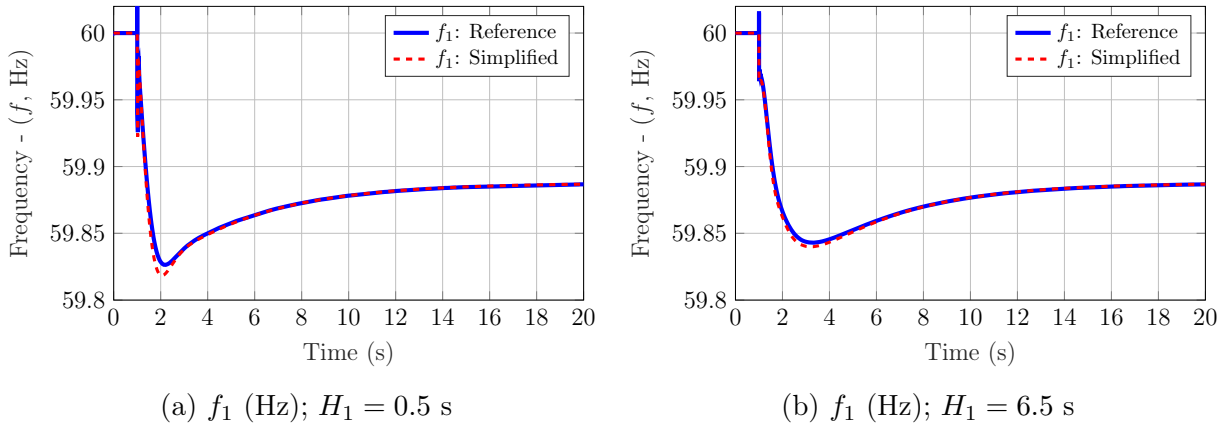 60
59.95
59.9
59.85
59.8
0 2 4 6 8 10 12 14 16 18 20
Time (s)
Frequency - (f, Hz)
f₁: Reference
f₁: Simplified
(a) f₁ (Hz); H₁ = 0.5 s
60
59.95
59.9
59.85
59.8
0 2 4 6 8 10 12 14 16 18 20
Time (s)
Frequency - (f, Hz)
f₁: Reference
f₁: Simplified
(b) f₁ (Hz); H₁ = 6.5 s